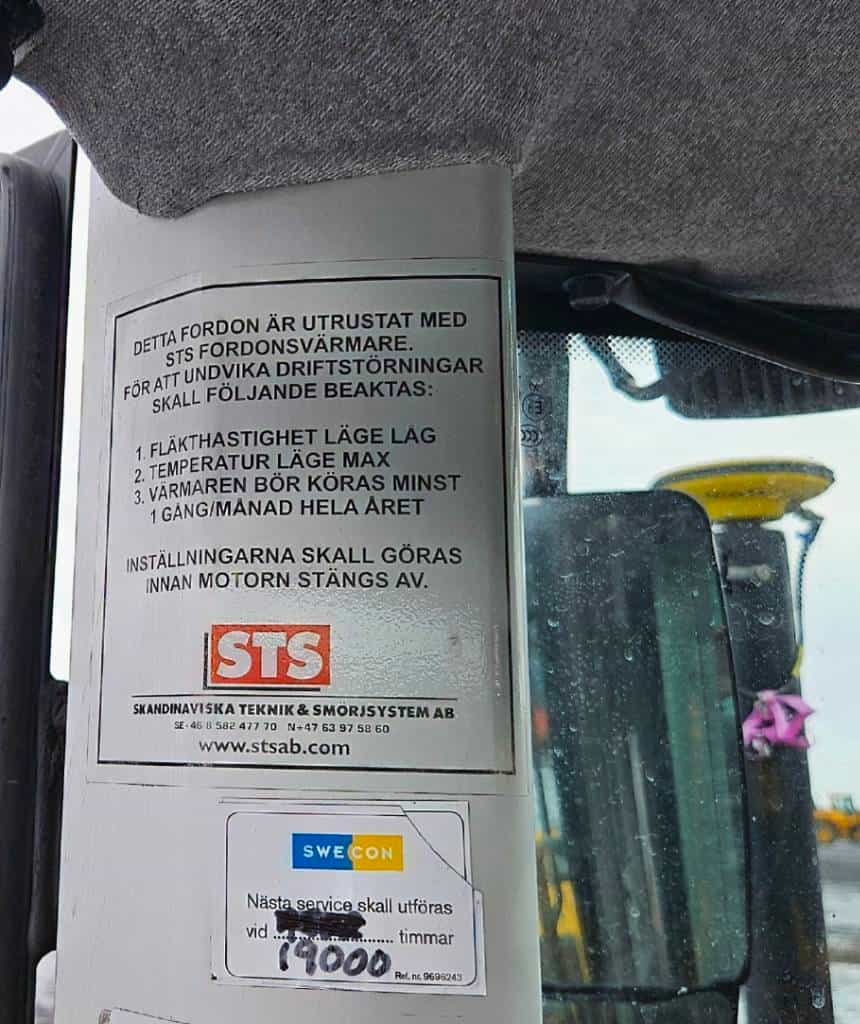 DETTA FORDON ÄR UTRUSTAT MED
STS FORDONSVÄRMARE.
FÖR ATT UNDVIKA DRIFTSTÖRNINGAR
SKALL FÖLJANDE BEAKTAS:
1. FLÄKTHASTIGHET LÄGE LÅG
2. TEMPERATUR LÄGE MAX
3. VÄRMAREN BÖR KÖRAS MINST
1 GÅNG/MÅNAD HELA ÅRET
INSTÄLLNINGARNA SKALL GÖRAS
INNAN MOTORN STÄNGS AV.
STS
SKANDINAVISKA TEKNIK & SMÖRJSYSTEM AB
SE-46 8 582 477 70 N+47 63 97 58 60
www.stsab.com
SWECON
Nästa service skall utföras
vid ........................ timmar
19000
Ref. nr. 9696243